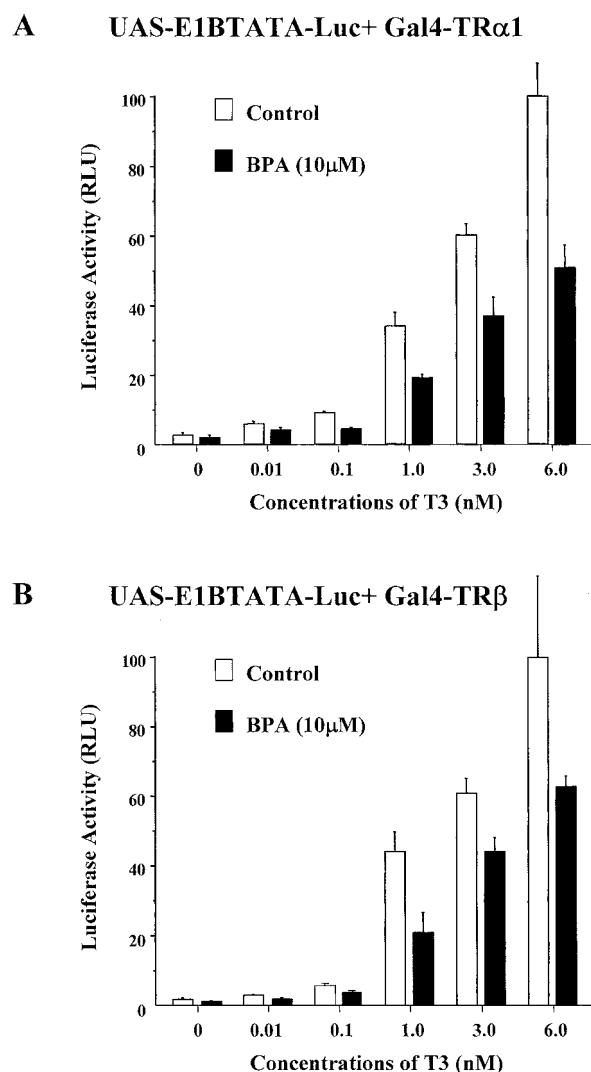 A
UAS-E1BTATA-Luc+ Gal4-TRα1
Control
BPA (10μM)
Luciferase Activity (RLU)
100
80
60
40
20
0
0 0.01 0.1 1.0 3.0 6.0
Concentrations of T3 (nM)
B
UAS-E1BTATA-Luc+ Gal4-TRβ
Control
BPA (10μM)
Luciferase Activity (RLU)
100
80
60
40
20
0
0 0.01 0.1 1.0 3.0 6.0
Concentrations of T3 (nM)